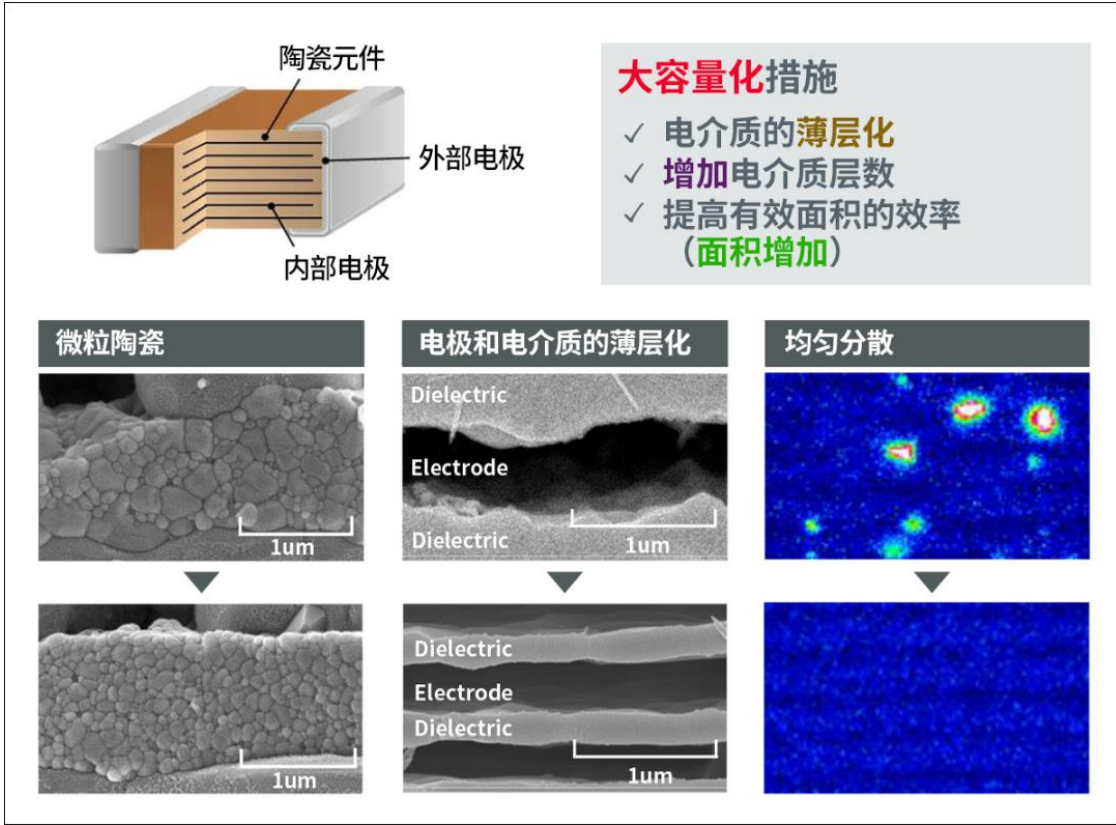 陶瓷元件
外部电极
内部电极
大容量化措施
✓ 电介质的薄层化
✓ 增加电介质层数
✓ 提高有效面积的效率
（面积增加）
微粒陶瓷
1um
1um
电极和电介质的薄层化
Dielectric
Electrode
Dielectric
1um
Dielectric
Electrode
Dielectric
1um
均匀分散